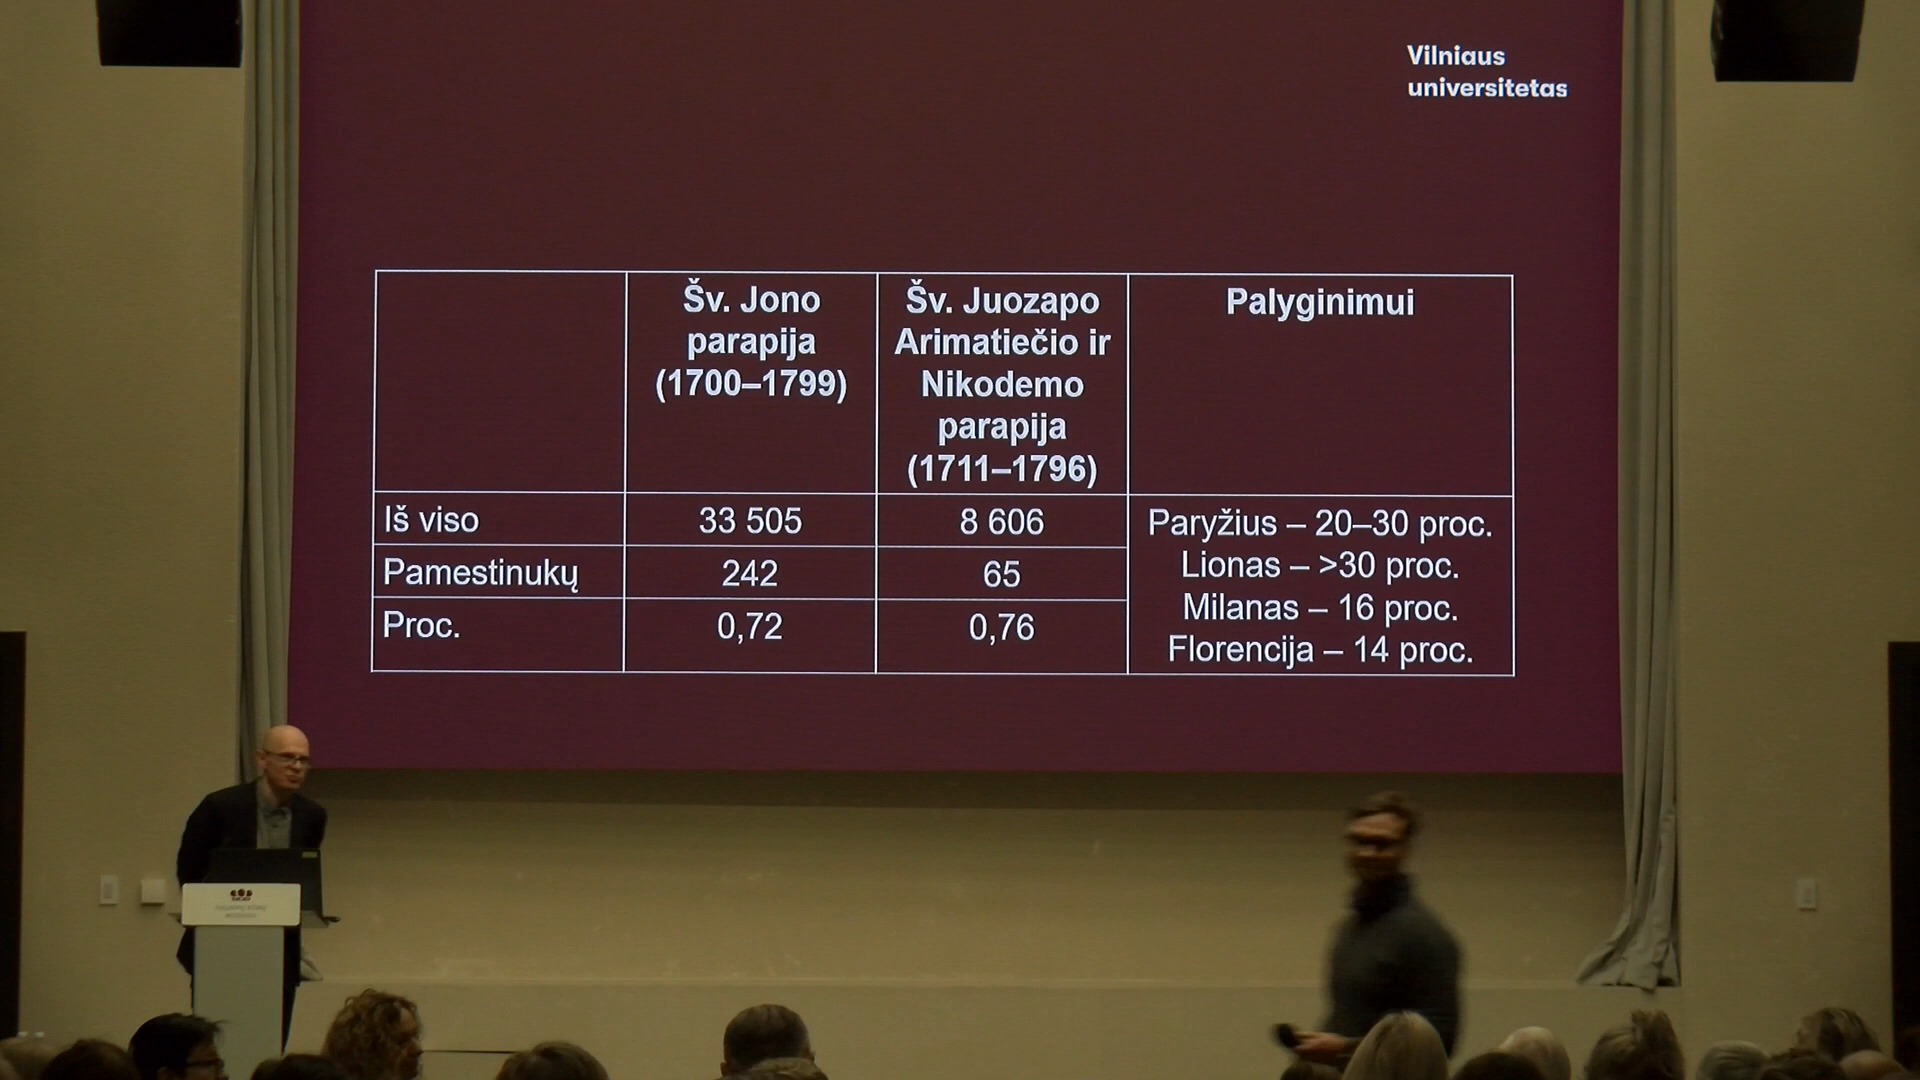 Vilniaus
universitetas
Šv. Jono
parapija
(1700–1799)
Šv. Juozapo
Arimatiečio ir
Nikodemo
parapija
(1711–1796)
Palyginimui
Iš viso
33 505
8 606
Pamestinukų
242
65
Proc.
0,72
0,76
Paryžius – 20–30 proc.
Lionas – >30 proc.
Milanas – 16 proc.
Florencija – 14 proc.